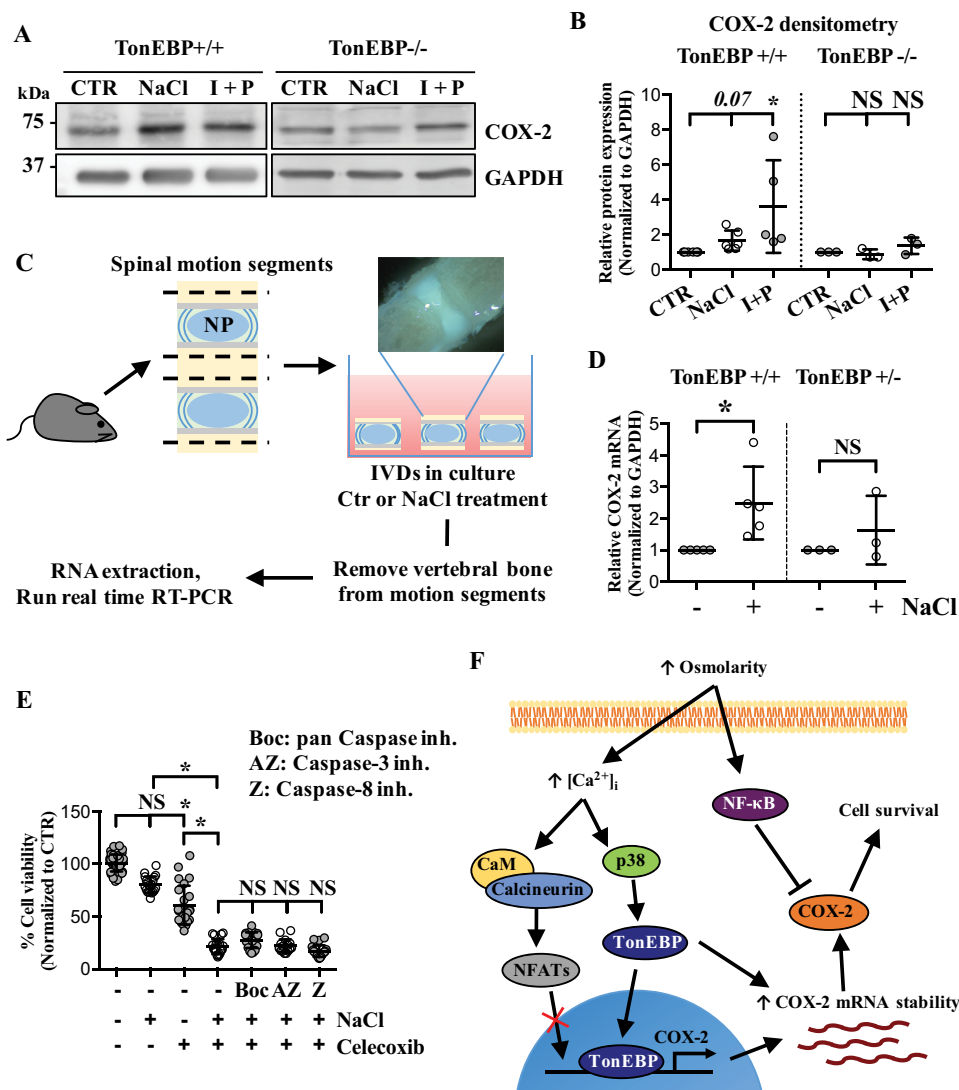 A
TonEBP+/+ TonEBP-/-
CTR NaCl I + P CTR NaCl I + P
kDa
75
COX-2
37
GAPDH
B
COX-2 densitometry
TonEBP +/+ TonEBP -/-
Relative protein expression
(Normalized to GAPDH)
10
8
6
4
2
0
0.07 * NS NS
CTR NaCl I+P CTR NaCl I+P
C
Spinal motion segments
NP
IVDs in culture
Ctr or NaCl treatment
Remove vertebral bone
from motion segments
RNA extraction,
Run real time RT-PCR
D
TonEBP +/+ TonEBP +/-
Relative COX-2 mRNA
(Normalized to GAPDH)
5
4
3
2
1
0
* NS
- + - + NaCl
E
Boc: pan Caspase inh.
AZ: Caspase-3 inh.
Z: Caspase-8 inh.
% Cell viability
(Normalized to CTR)
150
100
50
0
NS * * * NS NS NS
- - - - Boc AZ Z
- + - + + + + NaCl
- - + + + + + Celecoxib
F
↑ Osmolarity
↑ [Ca²⁺]i
NF-κB
Cell survival
CaM
Calcineurin
p38
COX-2
NFATs
TonEBP
↑ COX-2 mRNA stability
COX-2
TonEBP